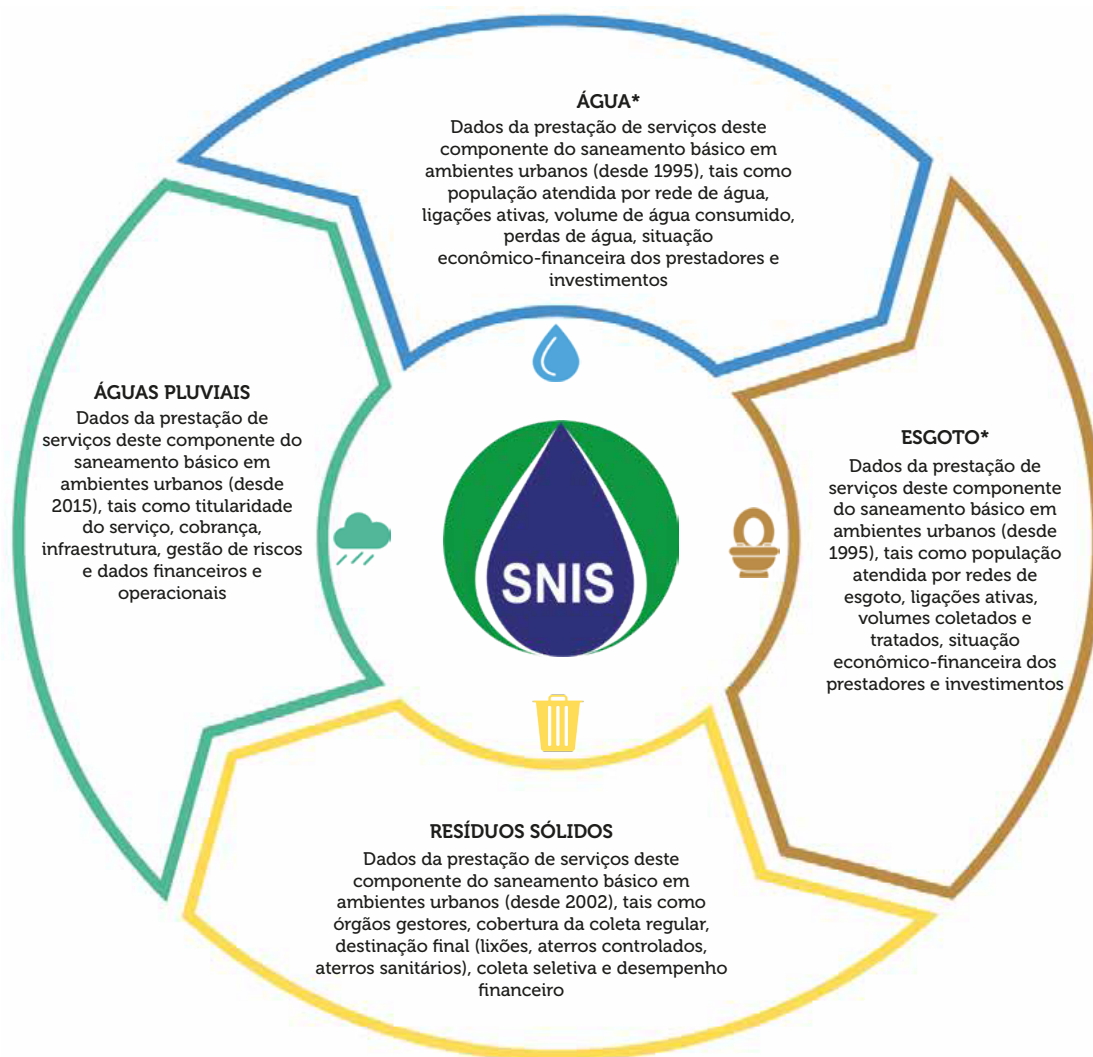 ÁGUA*
Dados da prestação de serviços deste
componente do saneamento básico em
ambientes urbanos (desde 1995), tais como
população atendida por rede de água,
ligações ativas, volume de água consumido,
perdas de água, situação
econômico-financeira dos prestadores e
investimentos
ÁGUAS PLUVIAIS
Dados da prestação de
serviços deste componente do
saneamento básico em
ambientes urbanos (desde
2015), tais como titularidade
do serviço, cobrança,
infraestrutura, gestão de riscos
e dados financeiros e
operacionais
SNIS
ESGOTO*
Dados da prestação de
serviços deste componente
do saneamento básico em
ambientes urbanos (desde
1995), tais como população
atendida por redes de
esgoto, ligações ativas,
volumes coletados e
tratados, situação
econômico-financeira dos
prestadores e investimentos
RESÍDUOS SÓLIDOS
Dados da prestação de serviços deste
componente do saneamento básico em
ambientes urbanos (desde 2002), tais como
órgãos gestores, cobertura da coleta regular,
destinação final (lixões, aterros controlados,
aterros sanitários), coleta seletiva e desempenho
financeiro